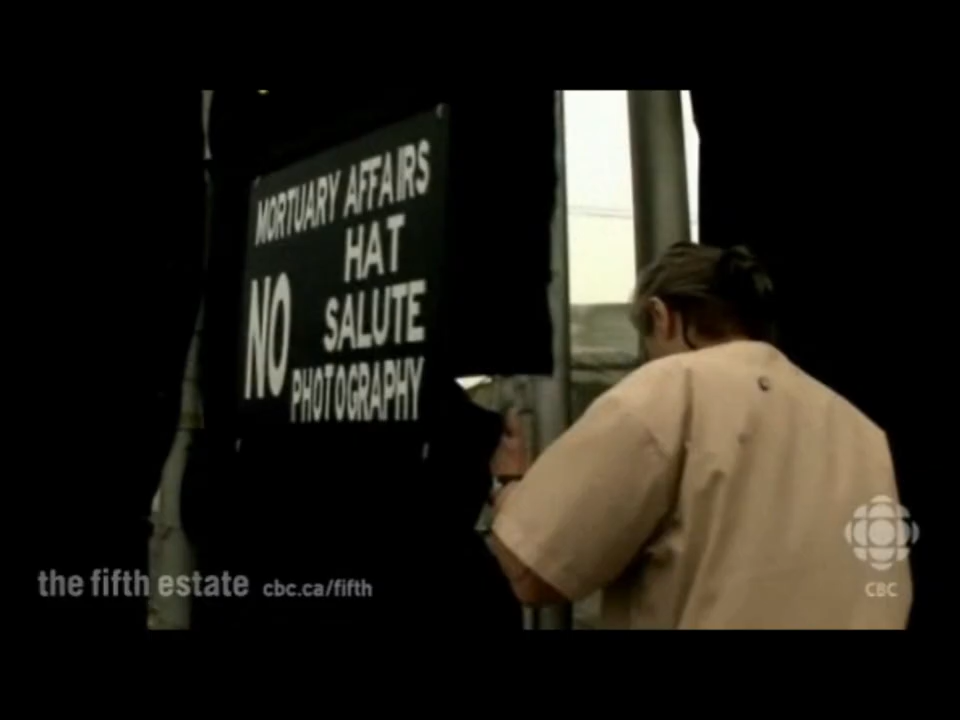 MORTUARY AFFAIRS
HAT
NO SALUTE
PHOTOGRAPHY
the fifth estate cbc.ca/fifth
CBC